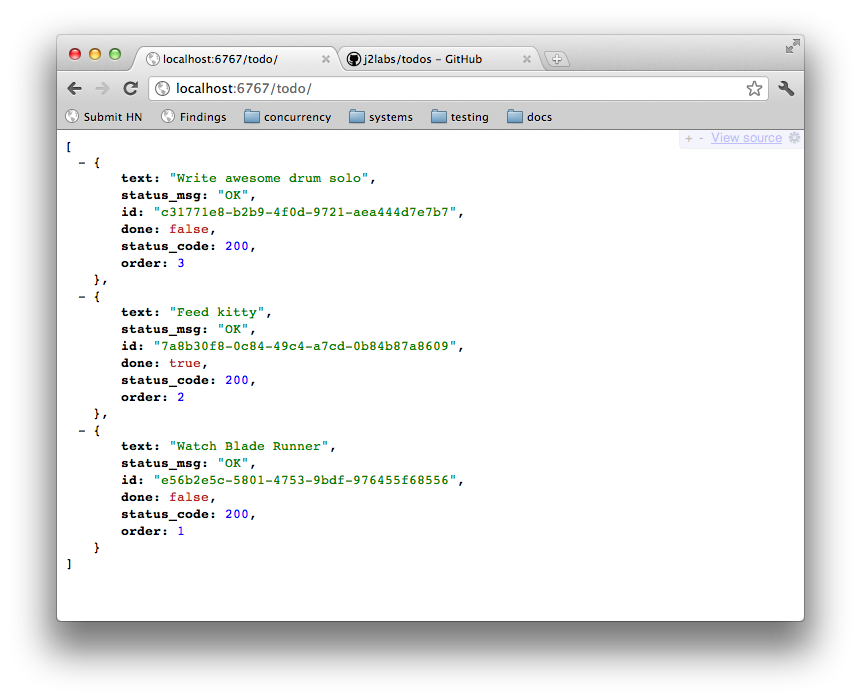 localhost:6767/todo/
j2labs/todos – GitHub
localhost:6767/todo/
Submit HN
Findings
concurrency
systems
testing
docs
+ - View source
[
- {
text: "Write awesome drum solo",
status_msg: "OK",
id: "c31771e8-b2b9-4f0d-9721-aea444d7e7b7",
done: false,
status_code: 200,
order: 3
},
- {
text: "Feed kitty",
status_msg: "OK",
id: "7a8b30f8-0c84-49c4-a7cd-0b84b87a8609",
done: true,
status_code: 200,
order: 2
},
- {
text: "Watch Blade Runner",
status_msg: "OK",
id: "e56b2e5c-5801-4753-9bdf-976455f68556",
done: false,
status_code: 200,
order: 1
}
]